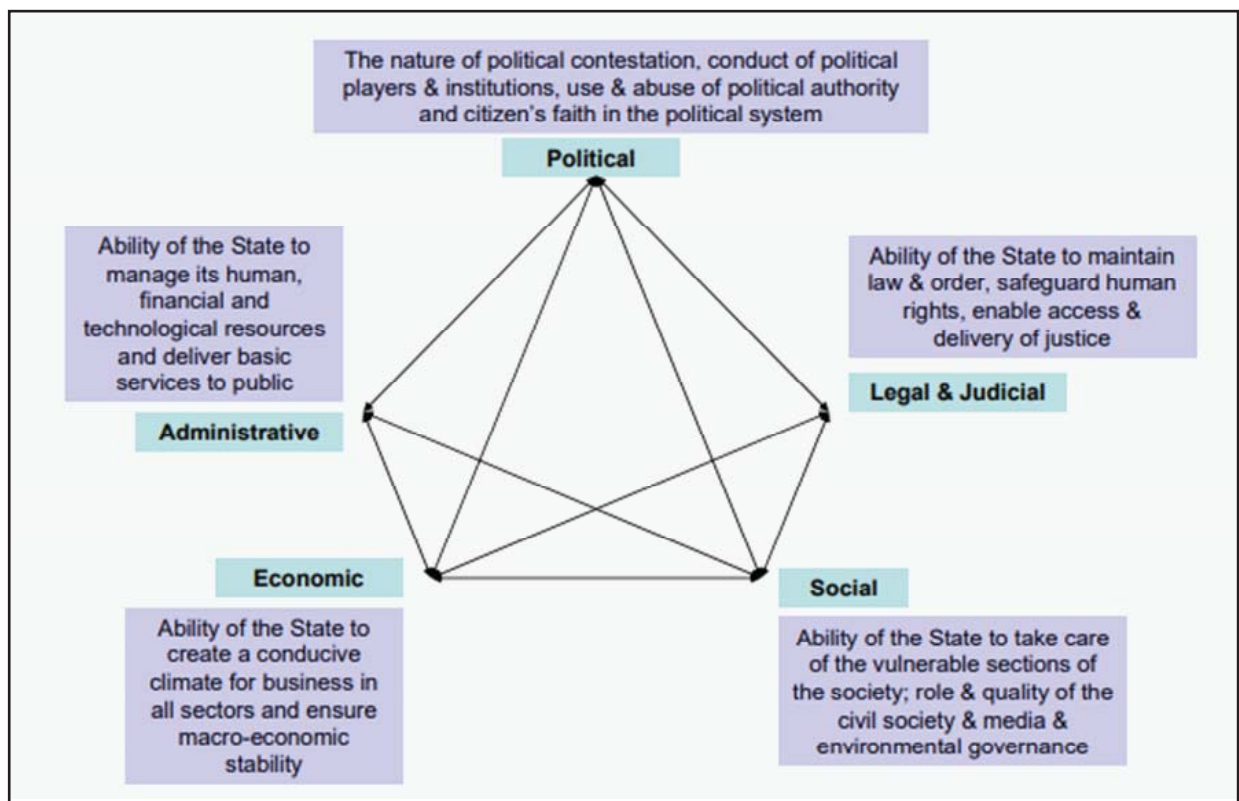 The nature of political contestation, conduct of political
players & institutions, use & abuse of political authority
and citizen's faith in the political system
Political
Ability of the State to
manage its human,
financial and
technological resources
and deliver basic
services to public
Administrative
Ability of the State to maintain
law & order, safeguard human
rights, enable access &
delivery of justice
Legal & Judicial
Economic
Ability of the State to
create a conducive
climate for business in
all sectors and ensure
macro-economic
stability
Social
Ability of the State to take care
of the vulnerable sections of
the society; role & quality of the
civil society & media &
environmental governance